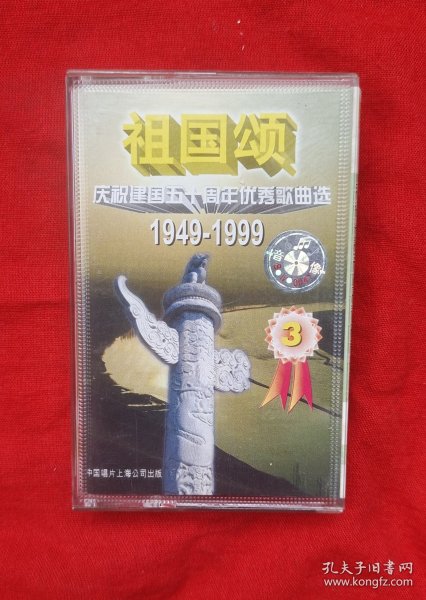 祖国颂
庆祝建国五十周年优秀歌曲选
1949-1999
音像
3
中国唱片上海公司出版
孔夫子旧书网
www.kongfz.com